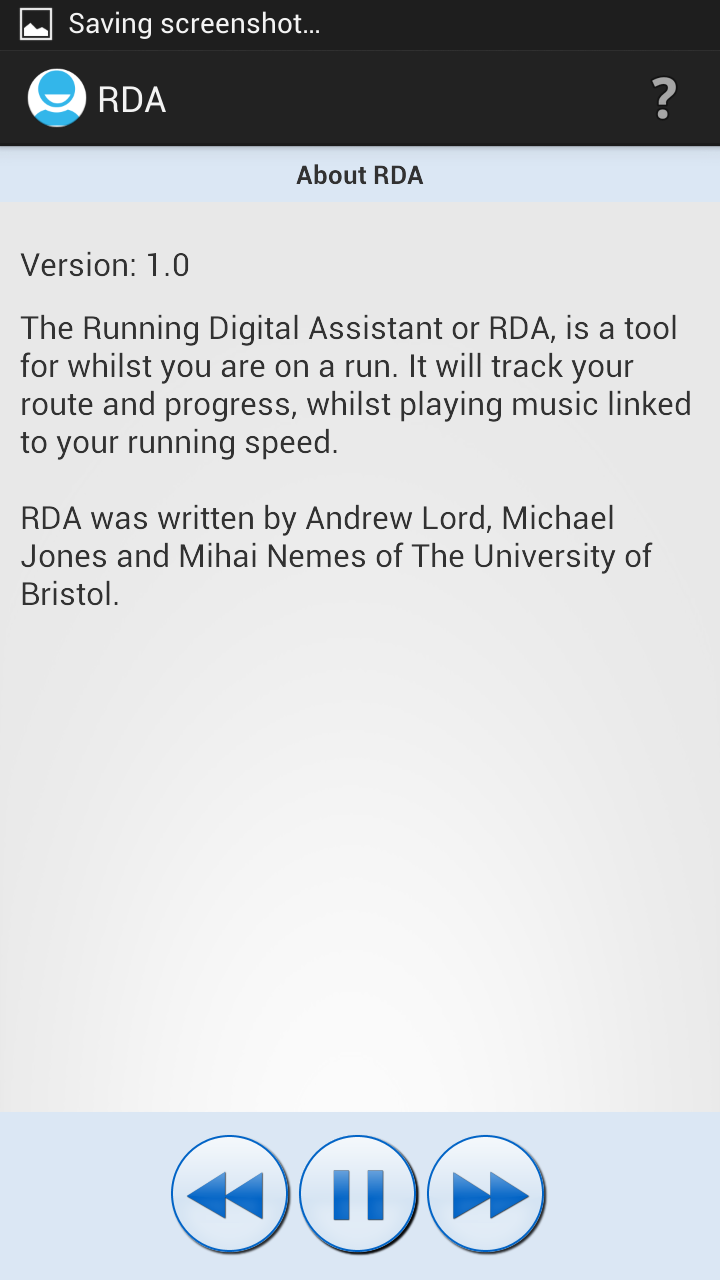 Saving screenshot...
RDA
?
About RDA
Version: 1.0
The Running Digital Assistant or RDA, is a tool
for whilst you are on a run. It will track your
route and progress, whilst playing music linked
to your running speed.
RDA was written by Andrew Lord, Michael
Jones and Mihai Nemes of The University of
Bristol.